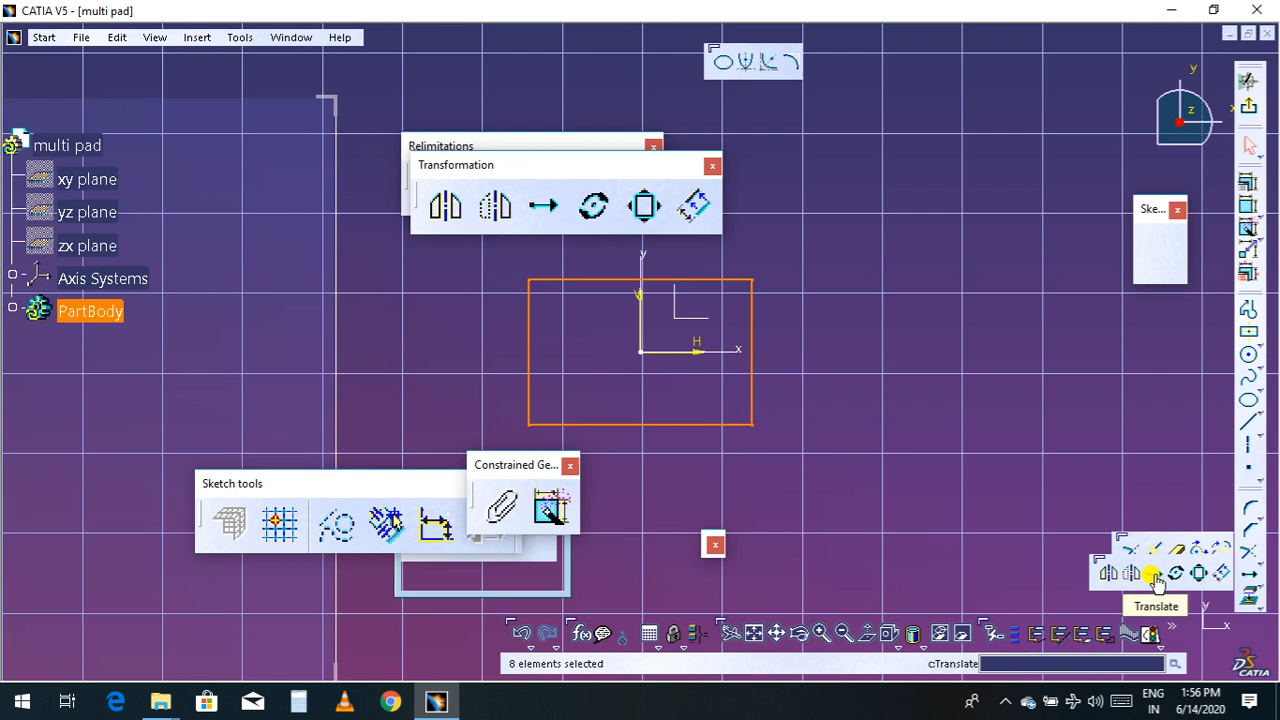 CATIA V5 - [multi pad]
Start File Edit View Insert Tools Window Help
y
x
z
Relimitations
Transformation
multi pad
xy plane
yz plane
zx plane
Axis Systems
PartBody
Ske...
y
V
H
x
Constrained Ge...
Sketch tools
Translate
y
x
f(x)
8 elements selected
c:Translate
CATIA
ENG
IN
1:56 PM
6/14/2020